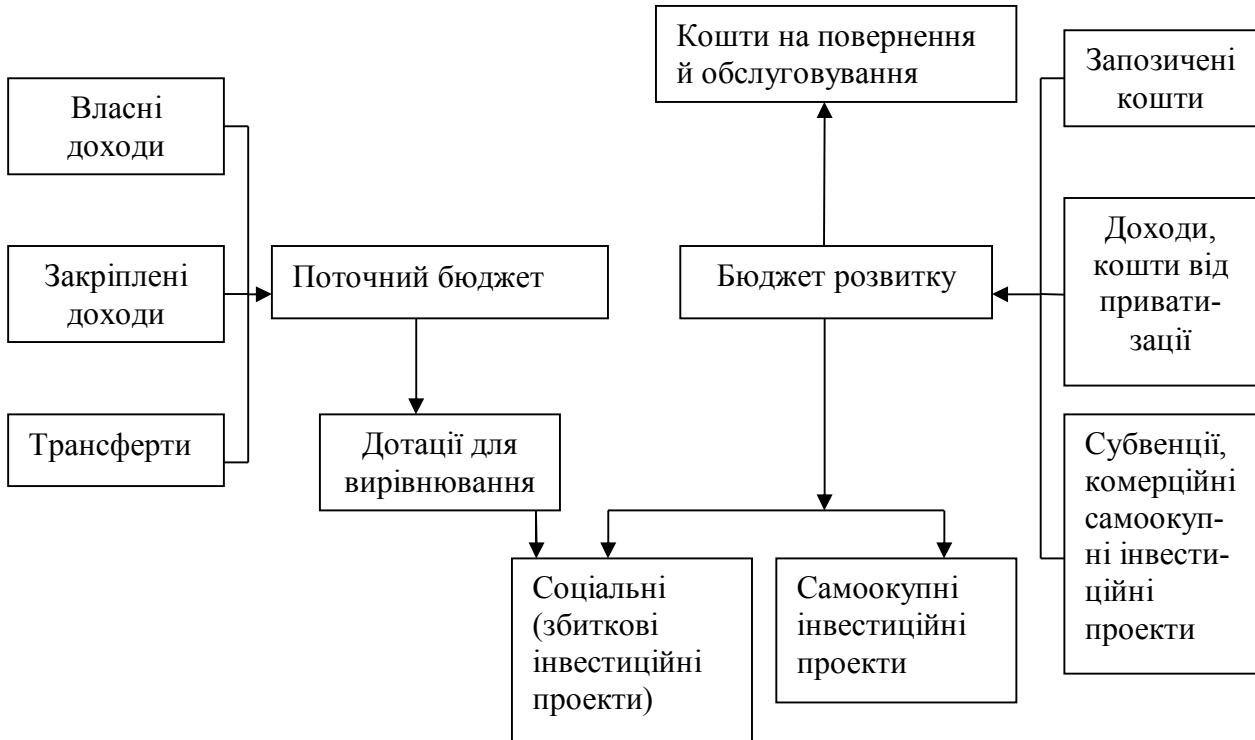 Кошти на повернення
й обслуговування
Запозичені
кошти
Власні
доходи
Закріплені
доходи
Поточний бюджет
Бюджет розвитку
Доходи,
кошти від
привати-
зації
Трансферти
Дотації для
вирівнювання
Субвенції,
комерційні
самоокуп-
ні інвести-
ційні
проекти
Соціальні
(збиткові
інвестиційні
проекти)
Самоокупні
інвестиційні
проекти